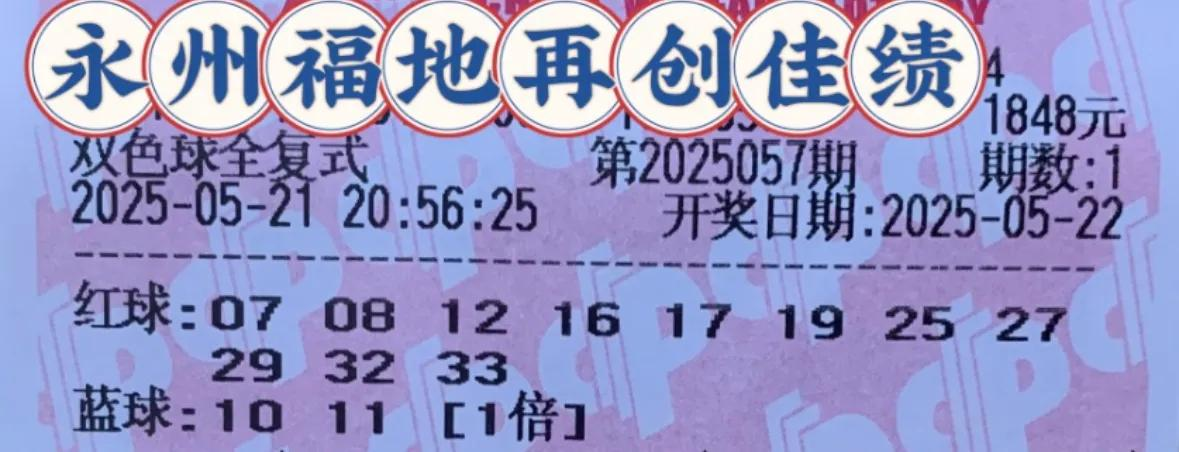 永州福地再创佳绩
4
1848元
双色球全复式 第2025057期 期数:1
2025-05-21 20:56:25 开奖日期:2025-05-22
红球:07 08 12 16 17 19 25 27
29 32 33
蓝球:10 11 [1倍]